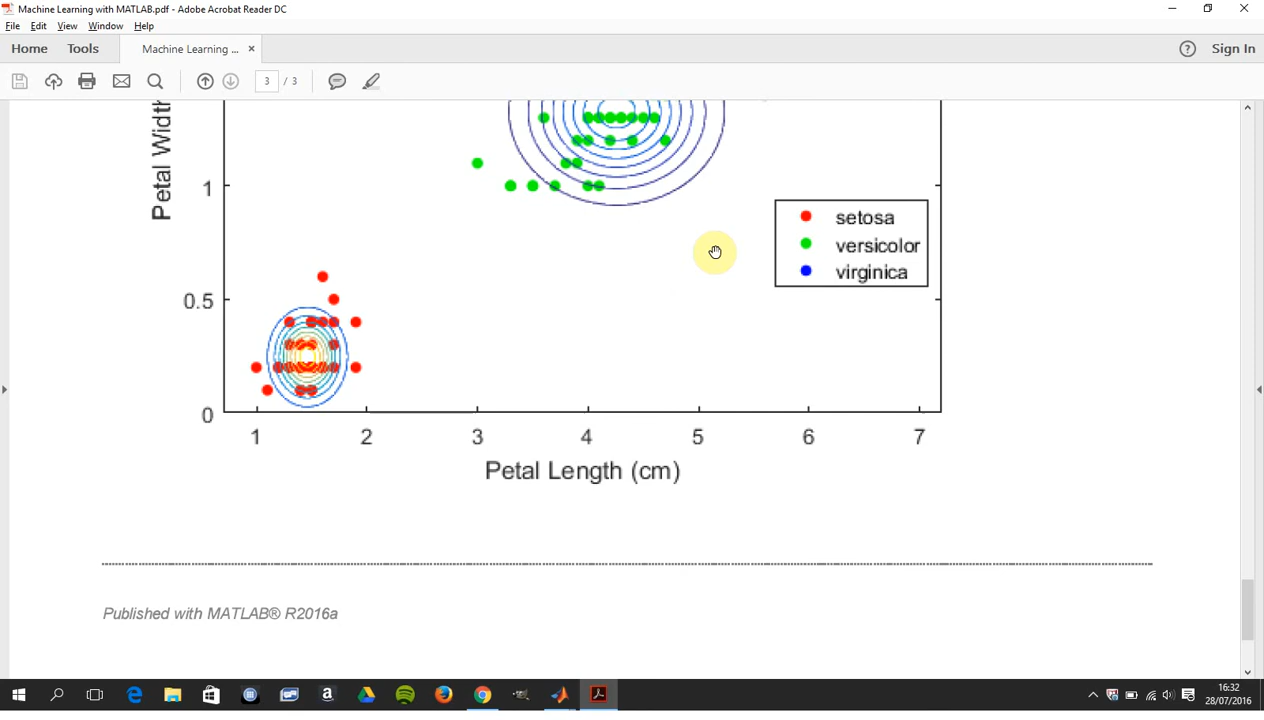 Machine Learning with MATLAB.pdf - Adobe Acrobat Reader DC
File Edit View Window Help
Home Tools Machine Learning ... × ? Sign In
3 / 3
Petal Width
1
setosa
versicolor
virginica
0.5
0
1 2 3 4 5 6 7
Petal Length (cm)
Published with MATLAB® R2016a
16:32
28/07/2016